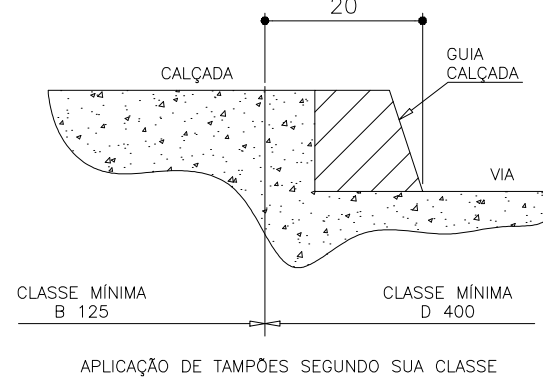 20
CALÇADA
GUIA
CALÇADA
VIA
CLASSE MÍNIMA
B 125
CLASSE MÍNIMA
D 400
APLICAÇÃO DE TAMPÕES SEGUNDO SUA CLASSE